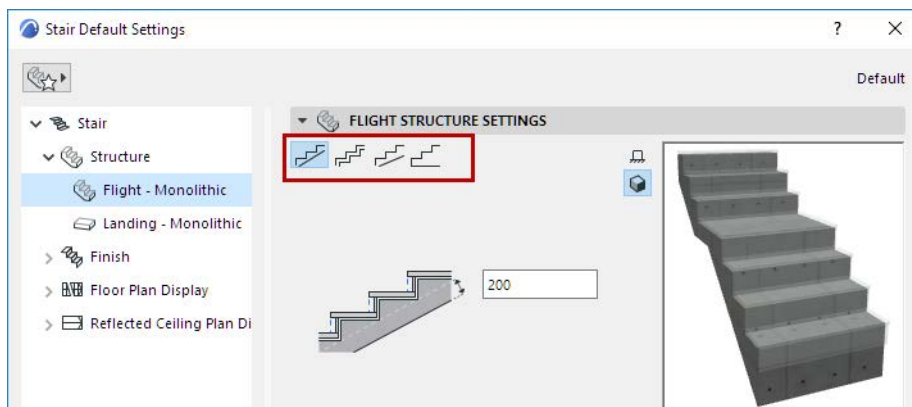 Stair Default Settings
?
Default
Stair
Structure
Flight - Monolithic
Landing - Monolithic
Finish
Floor Plan Display
Reflected Ceiling Plan Di
FLIGHT STRUCTURE SETTINGS
200